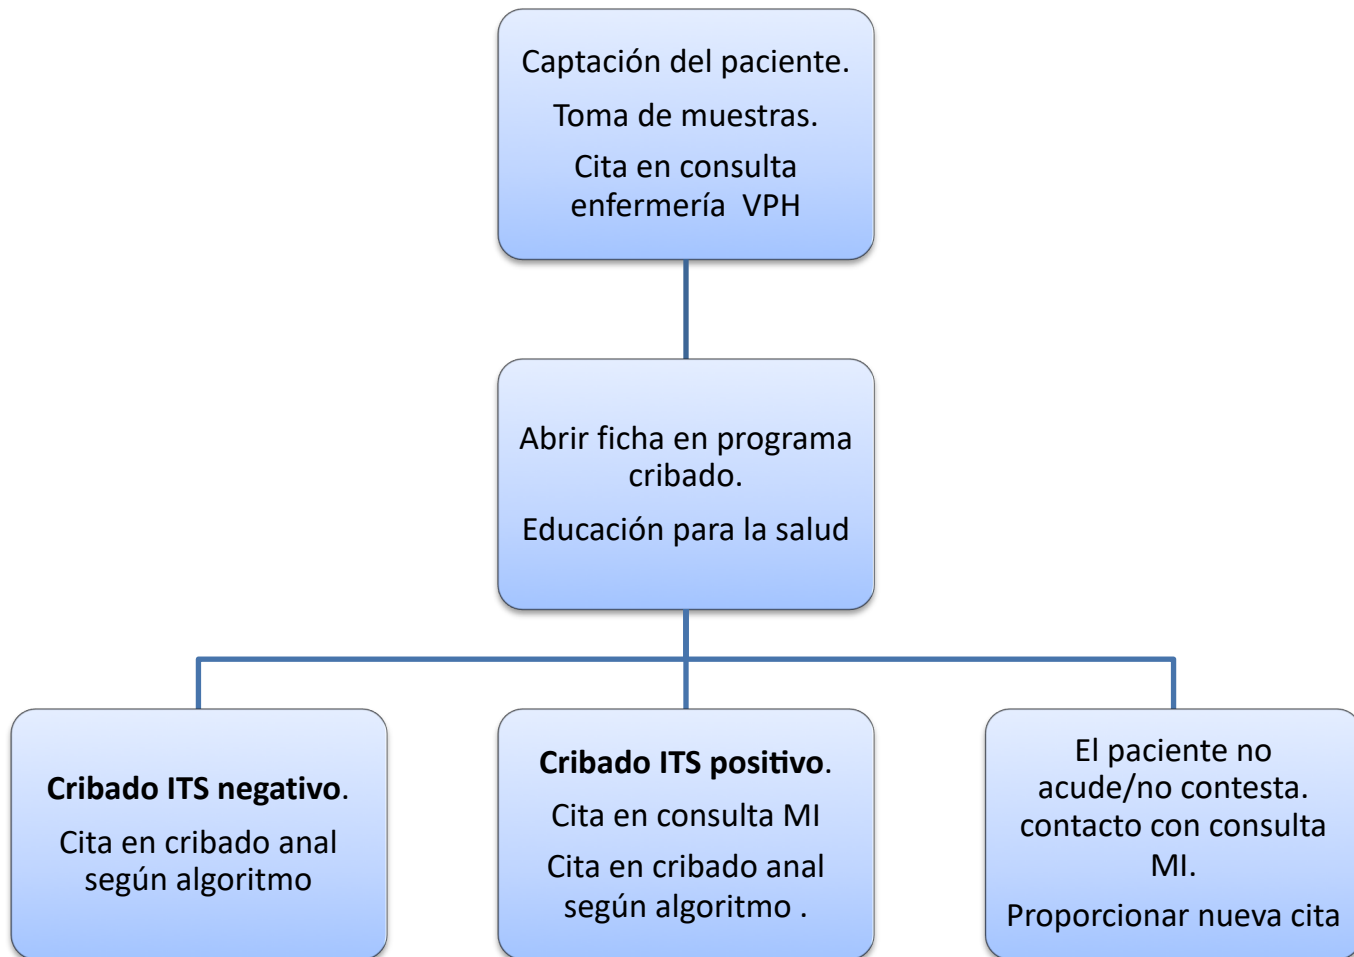 Captación del paciente.
Toma de muestras.
Cita en consulta
enfermería  VPH
Abrir ficha en programa
cribado.
Educación para la salud
Cribado ITS negativo.
Cita en cribado anal
según algoritmo
Cribado ITS positivo.
Cita en consulta MI
Cita en cribado anal
según algoritmo .
El paciente no
acude/no contesta.
contacto con consulta
MI.
Proporcionar nueva cita